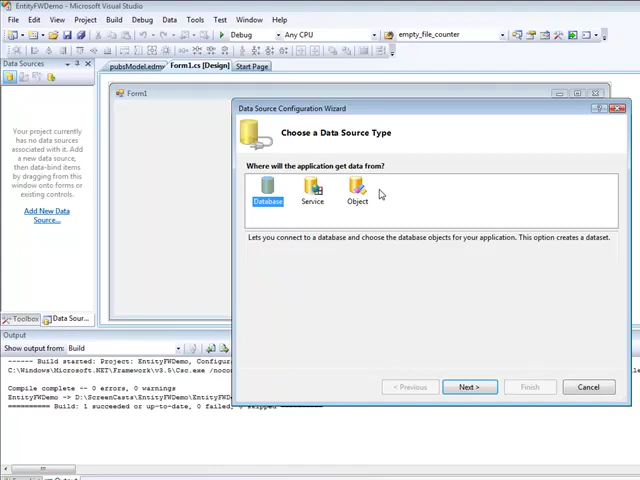 EntityFWDemo - Microsoft Visual Studio
File Edit View Project Build Debug Data Tools Test Window Help
Debug Any CPU empty_file_counter
Data Sources
pubsModel.edmx Form1.cs [Design] Start Page
Form1
Your project currently
has no data sources
associated with it. Add
a new data source,
then data-bind items
by dragging from this
window onto forms or
existing controls.
Add New Data
Source...
Data Source Configuration Wizard
Choose a Data Source Type
Where will the application get data from?
Database Service Object
Lets you connect to a database and choose the database objects for your application. This option creates a dataset.
< Previous Next > Finish Cancel
Toolbox Data Sour...
Output
Show output from: Build
------ Build started: Project: EntityFWDemo, Configura
C:\Windows\Microsoft.NET\Framework\v3.5\Csc.exe /nocon
Compile complete -- 0 errors, 0 warnings
EntityFWDemo -> D:\ScreenCasts\EntityFWDemo\EntityFWDe
========== Build: 1 succeeded or up-to-date, 0 failed, 0 skipped ==========
Output